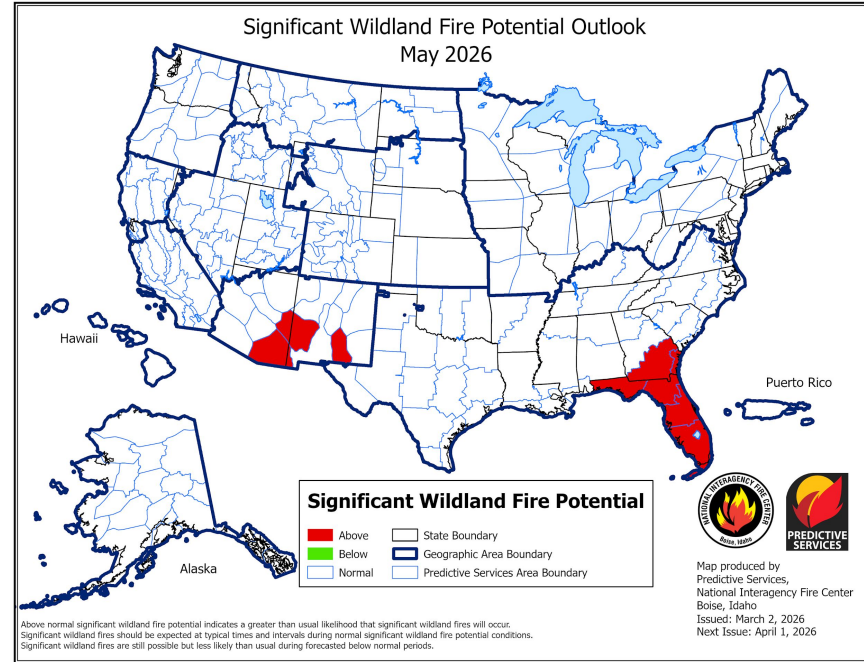 Significant Wildland Fire Potential Outlook
May 2026
Hawaii
Alaska
Puerto Rico
Significant Wildland Fire Potential
Above
Below
Normal
State Boundary
Geographic Area Boundary
Predictive Services Area Boundary
NATIONAL INTERAGENCY FIRE CENTER
Boise, Idaho
PREDICTIVE
SERVICES
Map produced by
Predictive Services,
National Interagency Fire Center
Boise, Idaho
Issued: March 2, 2026
Next Issue: April 1, 2026
Above normal significant wildland fire potential indicates a greater than usual likelihood that significant wildland fires will occur.
Significant wildland fires should be expected at typical times and intervals during normal significant wildland fire potential conditions.
Significant wildland fires are still possible but less likely than usual during forecasted below normal periods.